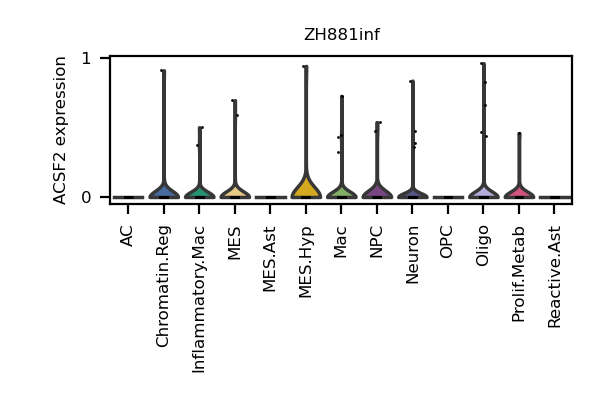 ZH881inf
ACSF2 expression
1
0
AC
Chromatin.Reg
Inflammatory.Mac
MES
MES.Ast
MES.Hyp
Mac
NPC
Neuron
OPC
Oligo
Prolif.Metab
Reactive.Ast